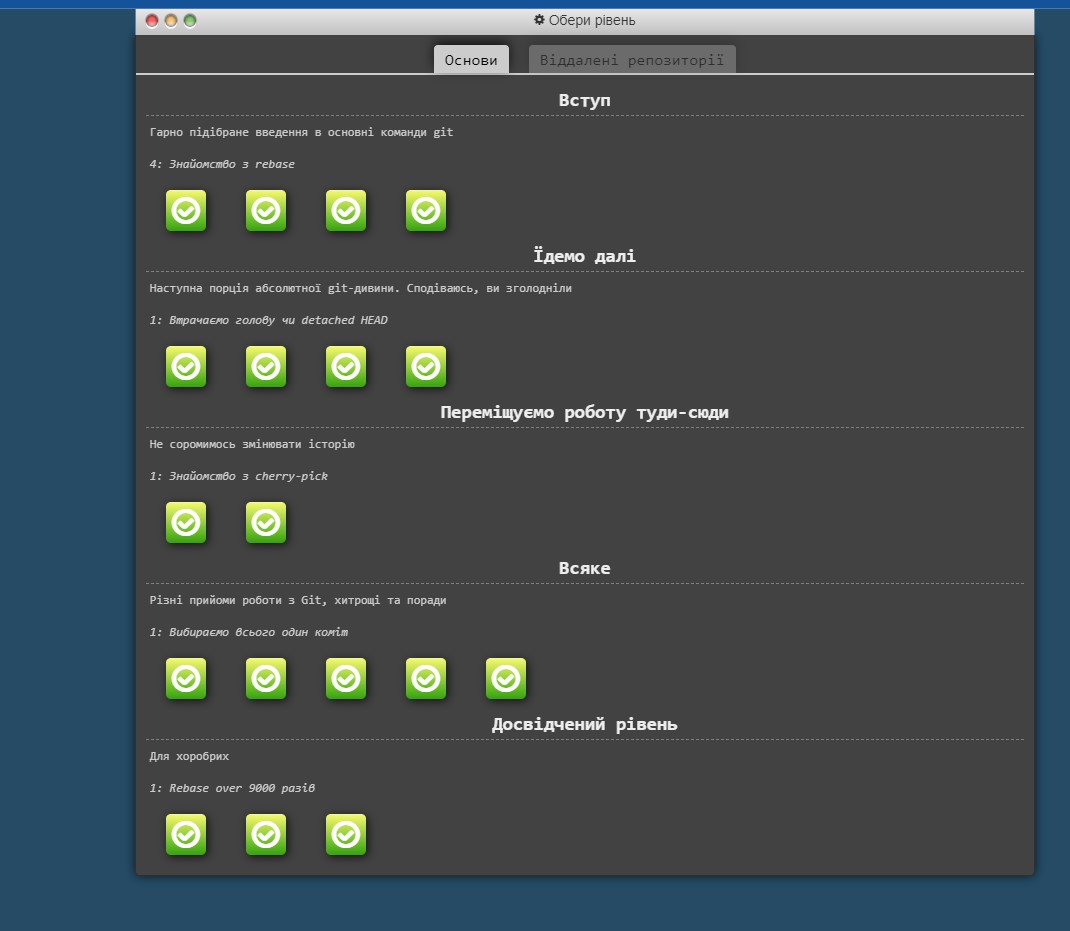 Обери рівень
Основи
Віддалені репозиторії
Вступ
Гарно підібране введення в основні команди git
4: Знайомство з rebase
Їдемо далі
Наступна порція абсолютної git-дивини. Сподіваюсь, ви зголодніли
1: Втрачаємо голову чи detached HEAD
Переміщуємо роботу туди-сюди
Не соромимось змінювати історію
1: Знайомство з cherry-pick
Всяке
Різні прийоми роботи з Git, хитрощі та поради
1: Вибираємо всього один коміт
Досвідчений рівень
Для хоробрих
1: Rebase over 9000 разів